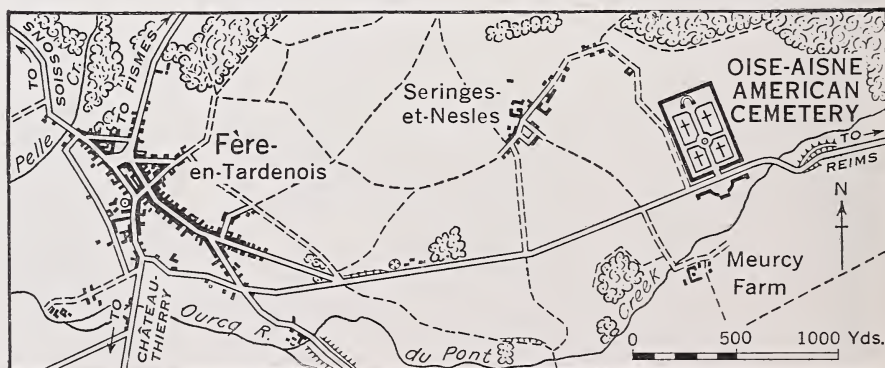 TO SOISSONS
Pelle Cr.
TO FISMES
Fère-
en-Tardenois
Seringes-
et-Nesles
OISE-AISNE
AMERICAN
CEMETERY
TO
REIMS
N
Meurcy
Farm
TO
CHÂTEAU-
THIERRY
Ourcq R.
du Pont Creek
0 500 1000 Yds.